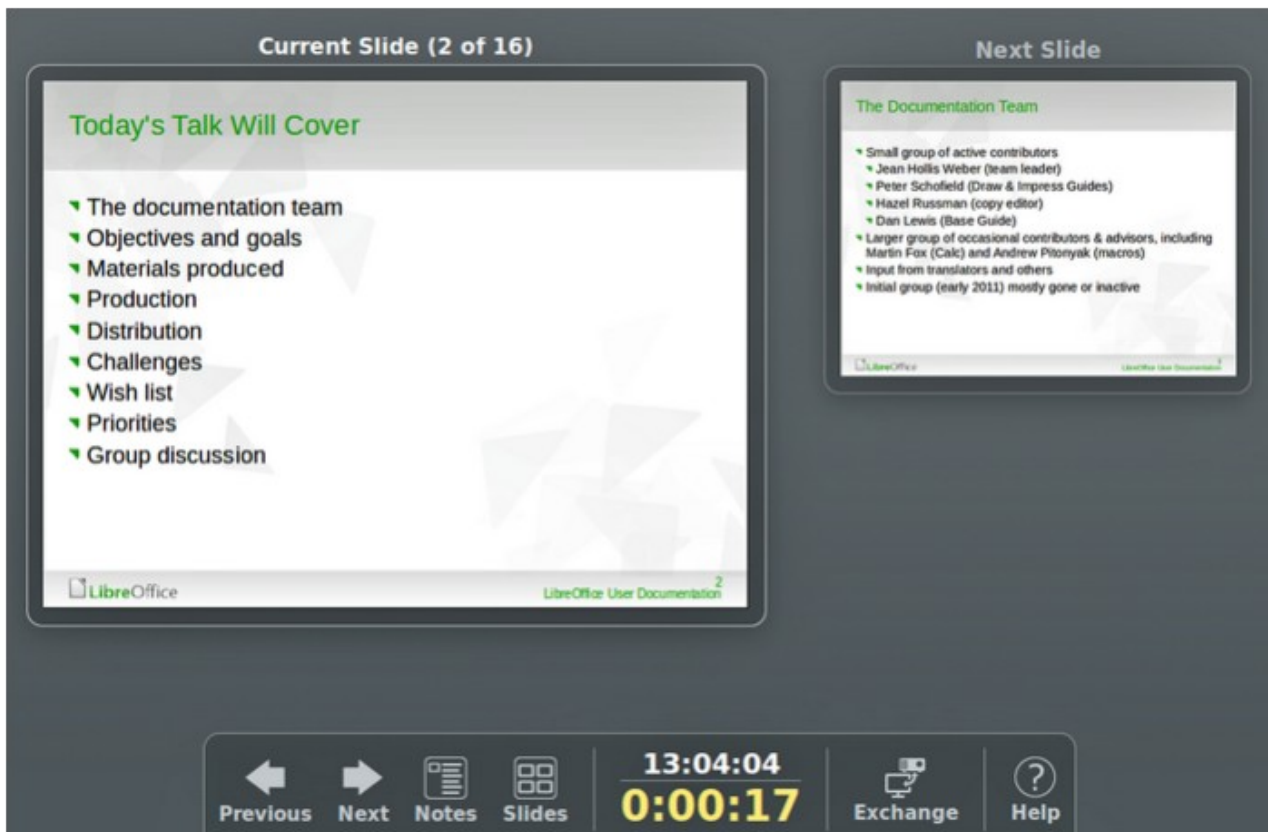 Current Slide (2 of 16)
Today's Talk Will Cover
The documentation team
Objectives and goals
Materials produced
Production
Distribution
Challenges
Wish list
Priorities
Group discussion
LibreOffice
2
LibreOffice User Documentation
Next Slide
The Documentation Team
Small group of active contributors
Jean Hollis Weber (team leader)
Peter Schofield (Draw & Impress Guides)
Hazel Russman (copy editor)
Dan Lewis (Base Guide)
Larger group of occasional contributors & advisors, including
Martin Fox (Calc) and Andrew Pitonyak (macros)
Input from translators and others
Initial group (early 2011) mostly gone or inactive
LibreOffice
LibreOffice User Documentation
Previous
Next
Notes
Slides
13:04:04
0:00:17
Exchange
Help